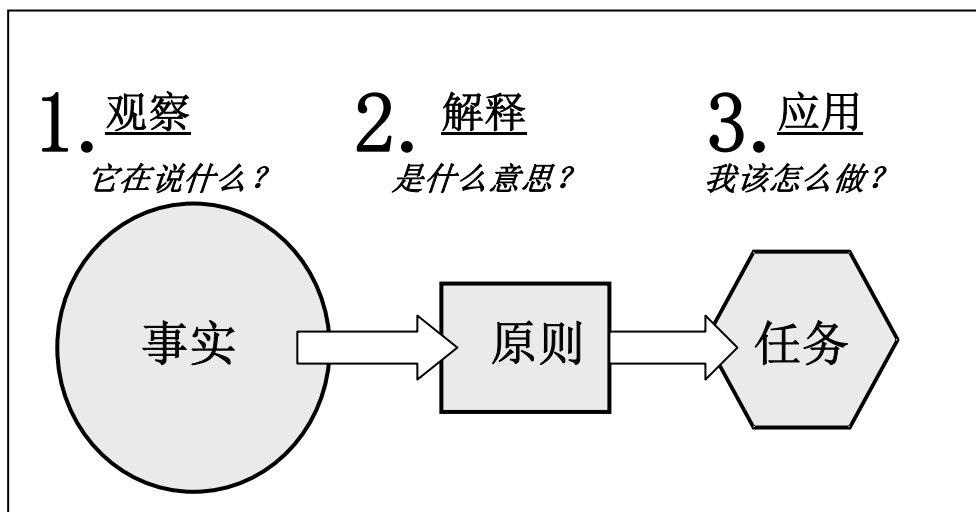 1. 观察
它在说什么？
2. 解释
是什么意思？
3. 应用
我该怎么做？
事实
原则
任务